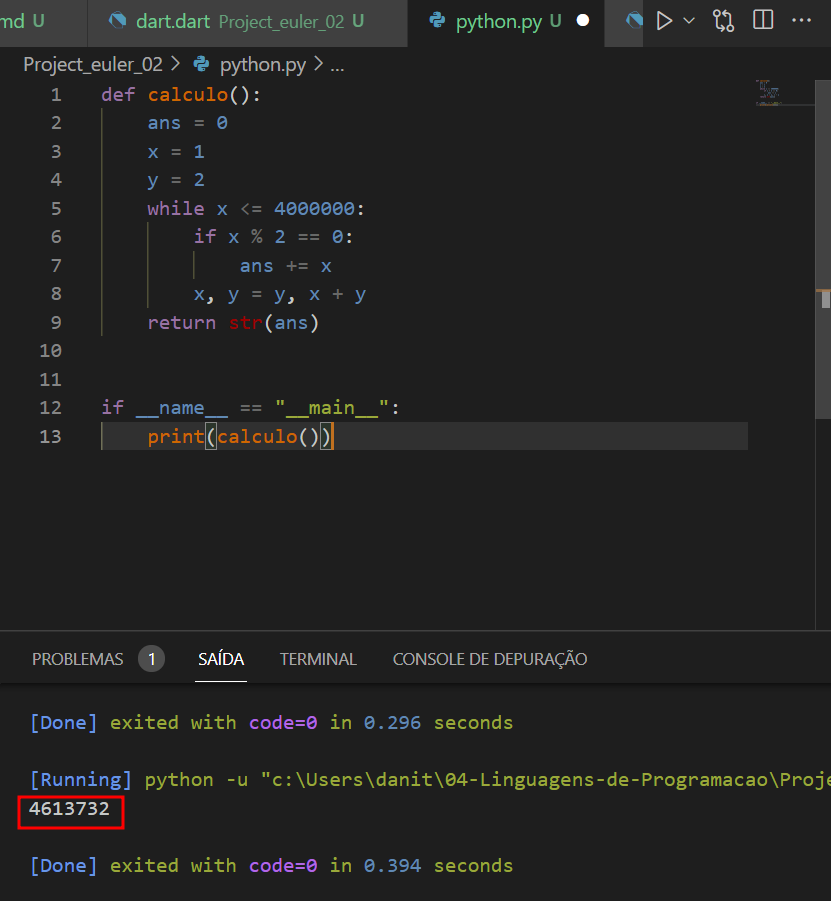 md U dart.dart Project_euler_02 U python.py U
Project_euler_02 > python.py > ...
1 def calculo():
2     ans = 0
3     x = 1
4     y = 2
5     while x <= 4000000:
6         if x % 2 == 0:
7             ans += x
8         x, y = y, x + y
9     return str(ans)
10
11
12 if __name__ == "__main__":
13     print(calculo())
PROBLEMAS 1 SAÍDA TERMINAL CONSOLE DE DEPURAÇÃO
[Done] exited with code=0 in 0.296 seconds
[Running] python -u "c:\Users\danit\04-Linguagens-de-Programacao\Proje
4613732
[Done] exited with code=0 in 0.394 seconds